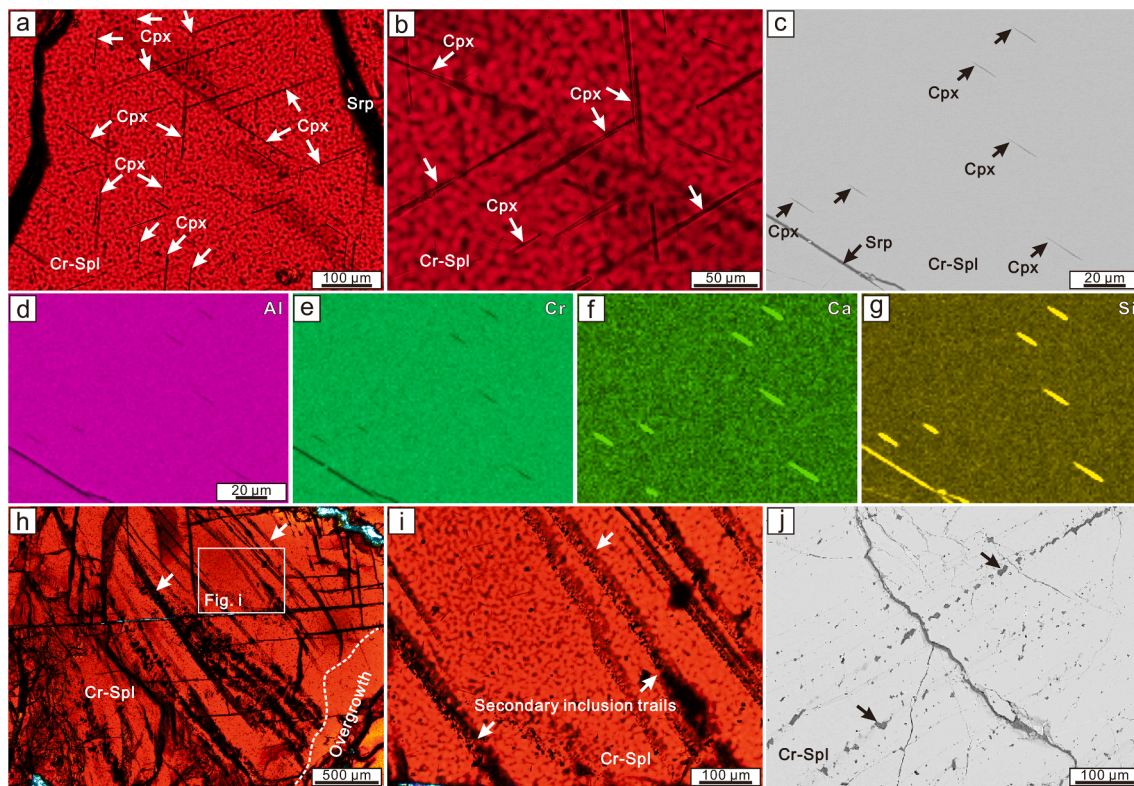 a
Cpx
Srp
Cpx
Cpx
Cpx
Cpx
Cr-Spl
100 µm
b
Cpx
Cpx
Cpx
Cr-Spl
50 µm
c
Cpx
Cpx
Cpx
Srp
Cr-Spl
Cpx
20 µm
d
Al
20 µm
e
Cr
f
Ca
g
Si
h
Fig. i
Cr-Spl
Overgrowth
500 µm
i
Secondary inclusion trails
Cr-Spl
100 µm
j
Cr-Spl
100 µm